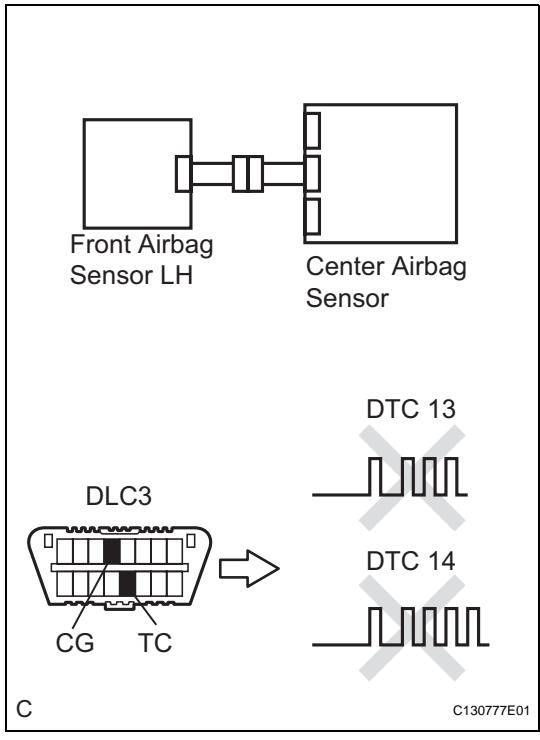 Front Airbag
Sensor LH
Center Airbag
Sensor
DTC 13
DLC3
DTC 14
CG
TC
C
C130777E01